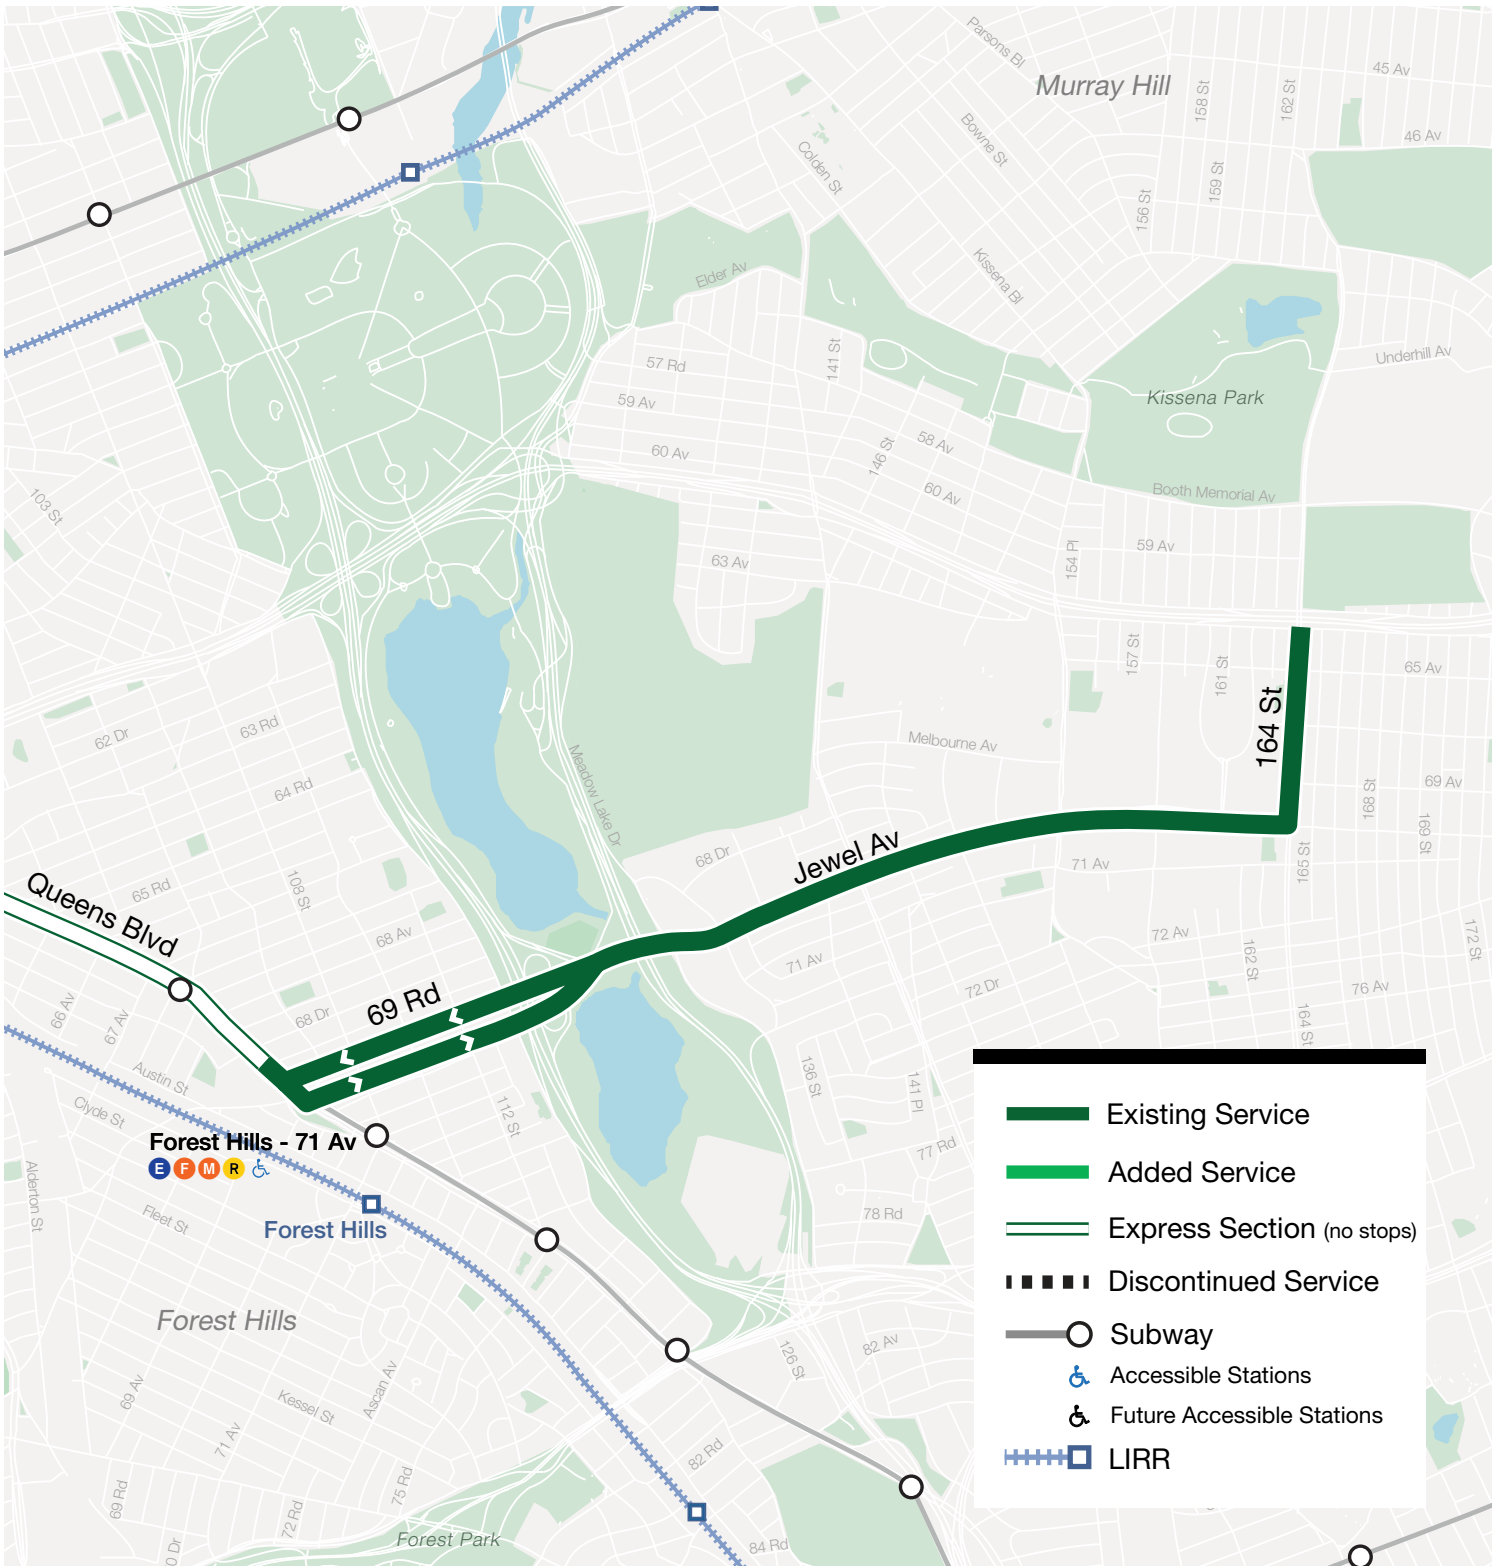 Parsons Bl
Murray Hill
45 Av
158 St
162 St
46 Av
Bowne St
Colden St
159 St
156 St
Kissena Bl
Elder Av
141 St
57 Rd
Underhill Av
Kissena Park
59 Av
58 Av
146 St
60 Av
60 Av
Booth Memorial Av
103 St
59 Av
154 Pl
63 Av
157 St
161 St
65 Av
164 St
62 Dr
63 Rd
Melbourne Av
Meadow Lake Dr
64 Rd
69 Av
168 St
169 St
165 St
68 Dr
Jewel Av
71 Av
Queens Blvd
65 Rd
108 St
68 Av
172 St
72 Av
162 St
71 Av
72 Dr
76 Av
69 Rd
68 Dr
66 Av
67 Av
164 St
Austin St
Clyde St
112 St
136 St
141 Pl
77 Rd
Forest Hills - 71 Av
E F M R
Alderton St
Fleet St
Forest Hills
78 Rd
Forest Hills
126 St
82 Av
69 Av
Kessel St
Ascan Av
71 Av
82 Rd
75 Rd
69 Rd
72 Rd
Forest Park
84 Rd
Existing Service
Added Service
Express Section (no stops)
Discontinued Service
Subway
Accessible Stations
Future Accessible Stations
LIRR